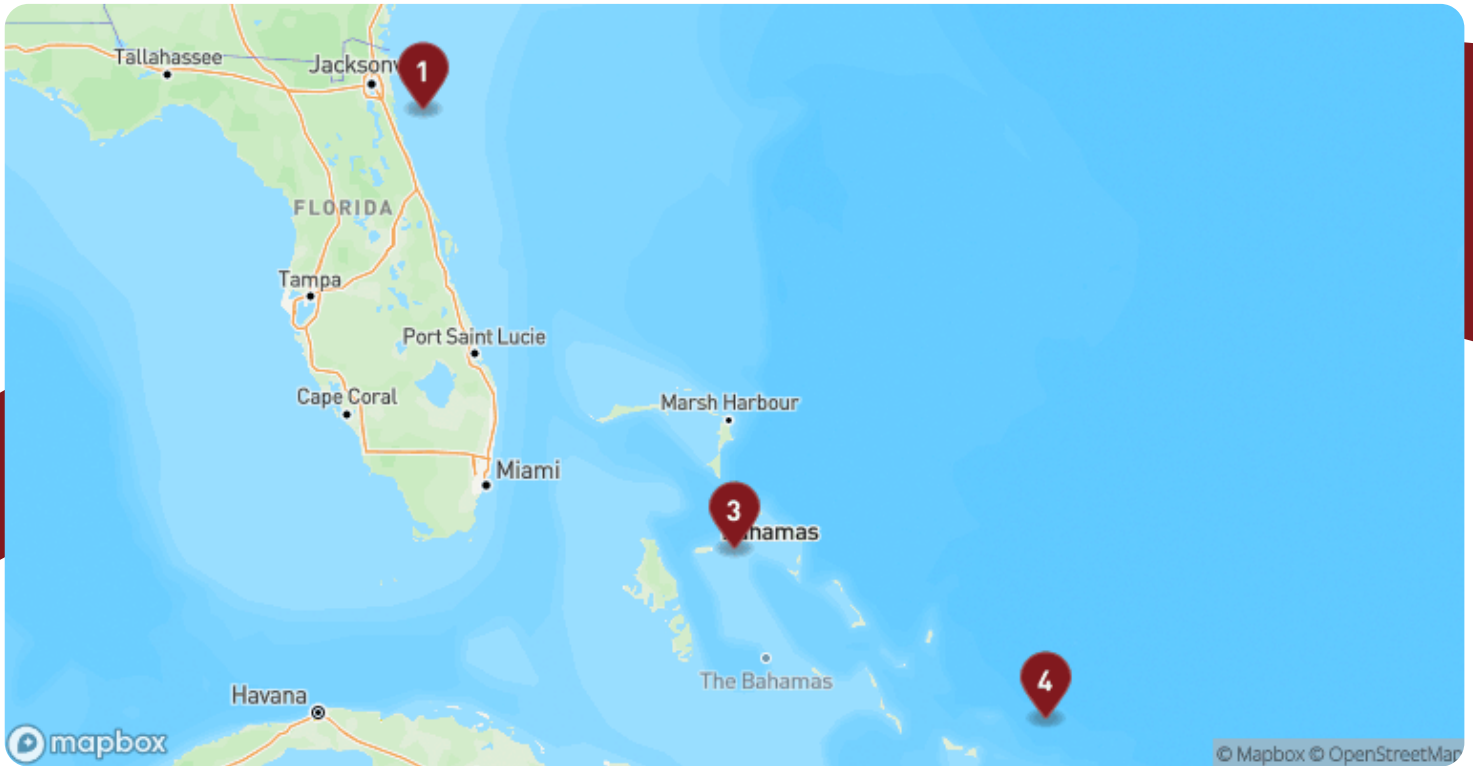 Tallahassee
Jacksonv
1
FLORIDA
Tampa
Port Saint Lucie
Cape Coral
Marsh Harbour
Miami
3
hamas
The Bahamas
4
Havana
mapbox
© Mapbox © OpenStreetMap